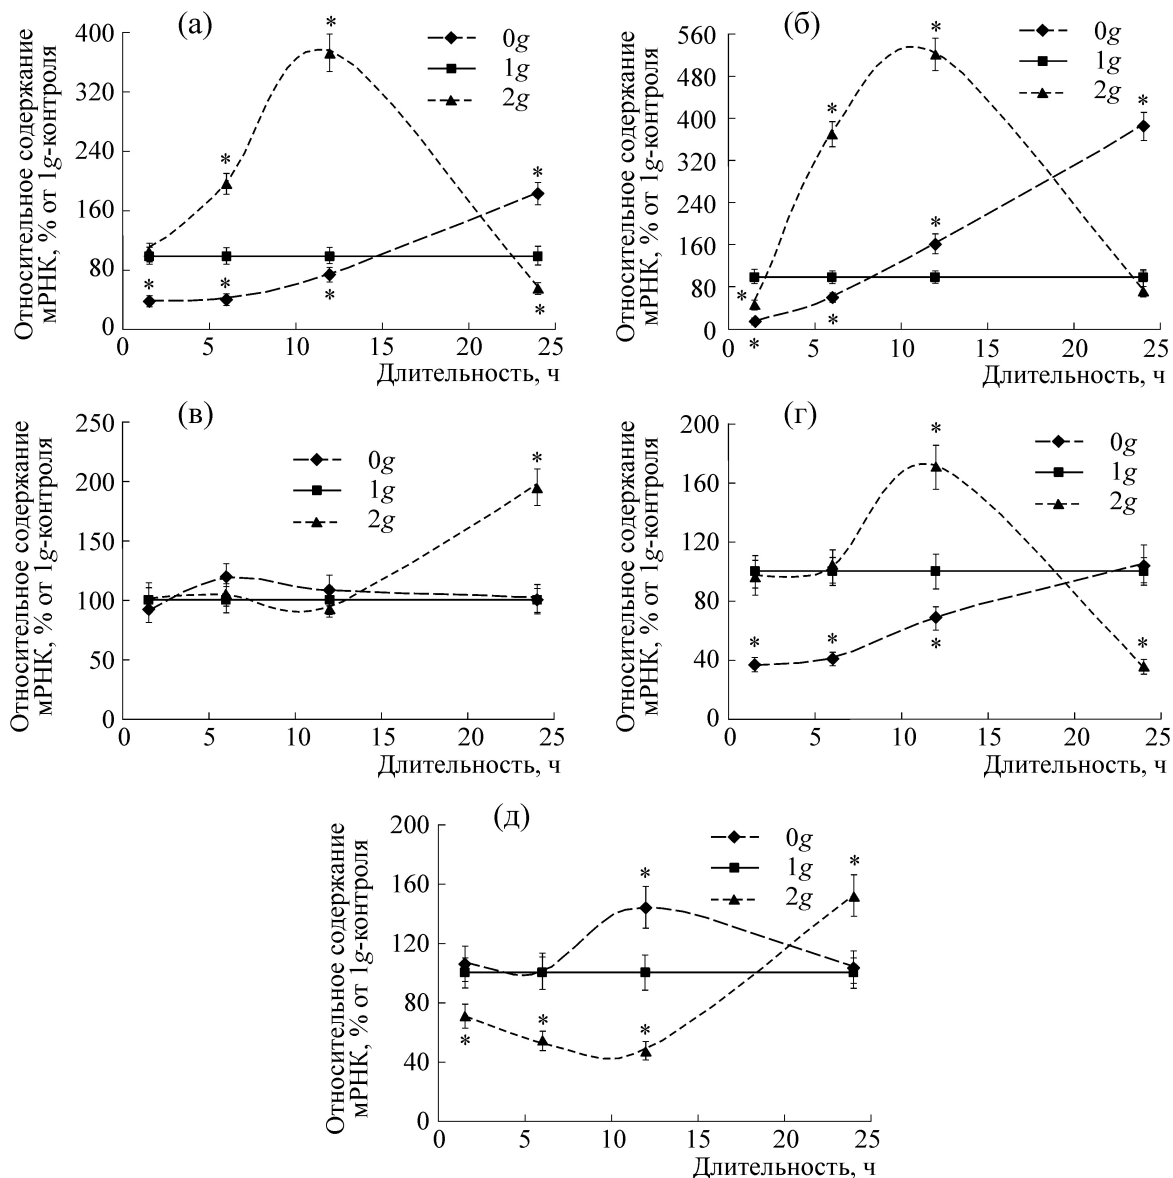 (а)
Относительное содержание
мРНК, % от 1g-контроля
400
320
240
160
80
0
0 5 10 15 20 25
Длительность, ч
0g
1g
2g
* * * * * * * *
(б)
Относительное содержание
мРНК, % от 1g-контроля
560
480
400
320
240
160
80
0
0 5 10 15 20 25
Длительность, ч
0g
1g
2g
* * * * * * *
(в)
Относительное содержание
мРНК, % от 1g-контроля
250
200
150
100
50
0
0 5 10 15 20 25
Длительность, ч
0g
1g
2g
*
(г)
Относительное содержание
мРНК, % от 1g-контроля
200
160
120
80
40
0
0 5 10 15 20 25
Длительность, ч
0g
1g
2g
* * * * *
(д)
Относительное содержание
мРНК, % от 1g-контроля
200
160
120
80
40
0
0 5 10 15 20 25
Длительность, ч
0g
1g
2g
* * * * *